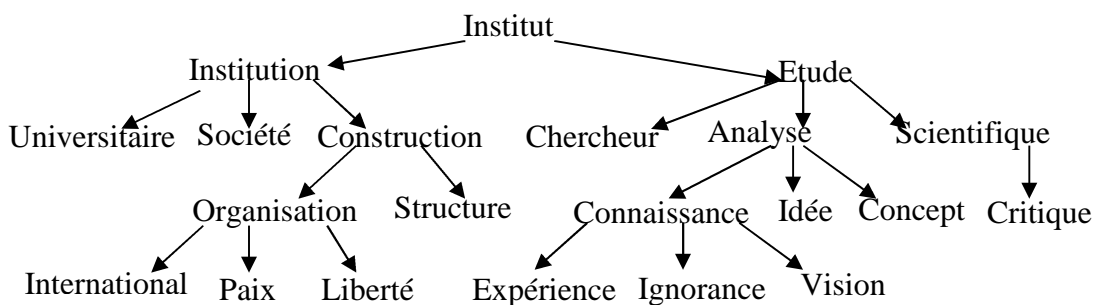 Institut
Institution Etude
Universitaire Société Construction Chercheur Analyse Scientifique
Organisation Structure Connaissance Idée Concept Critique
International Paix Liberté Expérience Ignorance Vision